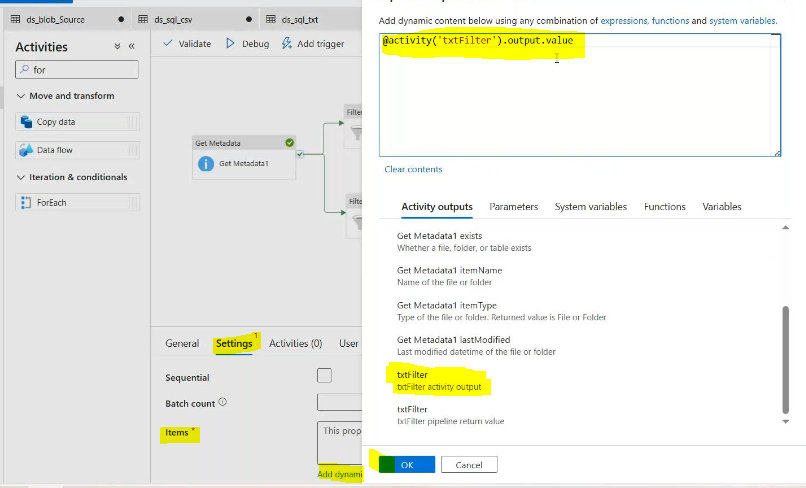 ds_blob_Source
ds_sql_csv
ds_sql_txt
Activities
for
Move and transform
Copy data
Data flow
Iteration & conditionals
ForEach
Validate
Debug
Add trigger
Get Metadata
Get Metadata1
Filte
Filte
General
Settings
1
Activities (0)
User
Sequential
Batch count
Items *
This prop
Add dynami
Add dynamic content below using any combination of expressions, functions and system variables.
@activity('txtFilter').output.value
Clear contents
Activity outputs
Parameters
System variables
Functions
Variables
Get Metadata1 exists
Whether a file, folder, or table exists
Get Metadata1 itemName
Name of the file or folder
Get Metadata1 itemType
Type of the file or folder. Returned value is File or Folder
Get Metadata1 lastModified
Last modified datetime of the file or folder
txtFilter
txtFilter activity output
txtFilter
txtFilter pipeline return value
OK
Cancel